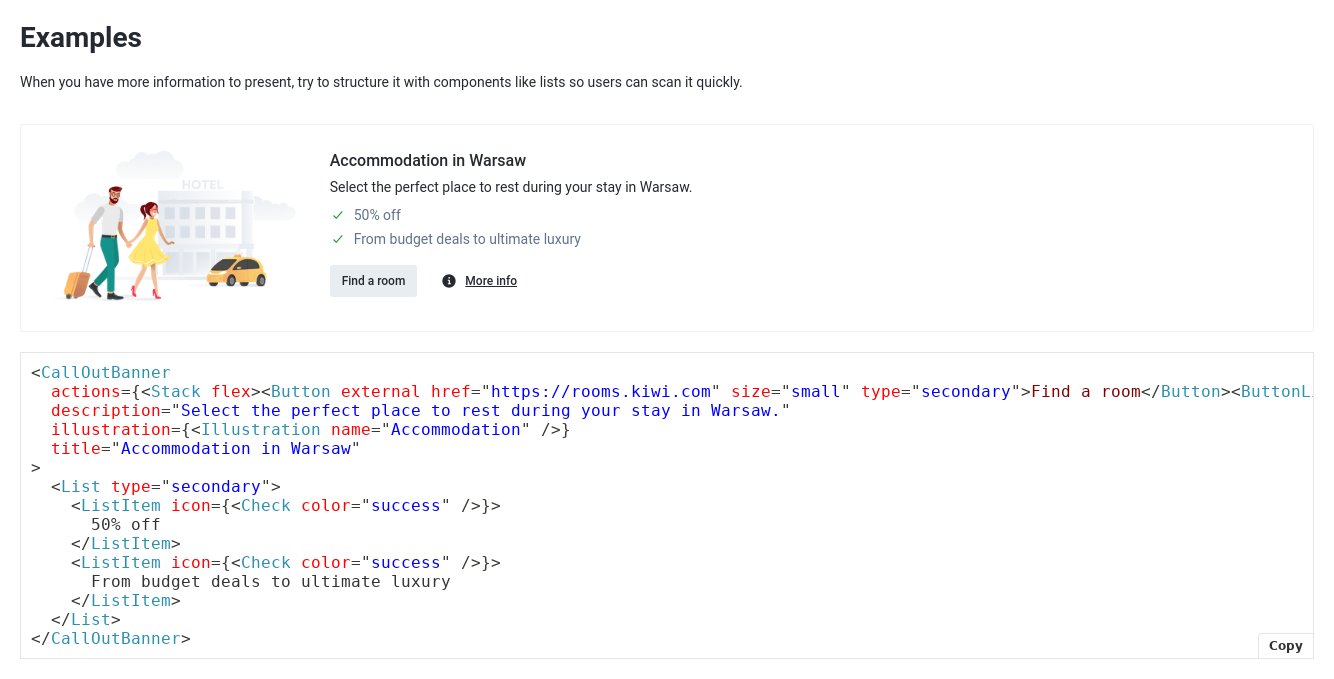 Examples
When you have more information to present, try to structure it with components like lists so users can scan it quickly.
HOTEL
Accommodation in Warsaw
Select the perfect place to rest during your stay in Warsaw.
50% off
From budget deals to ultimate luxury
Find a room
More info
<CallOutBanner
  actions={<Stack flex><Button external href="https://rooms.kiwi.com" size="small" type="secondary">Find a room</Button><ButtonL
  description="Select the perfect place to rest during your stay in Warsaw."
  illustration={<Illustration name="Accommodation" />}
  title="Accommodation in Warsaw"
>
  <List type="secondary">
    <ListItem icon={<Check color="success" />}>
      50% off
    </ListItem>
    <ListItem icon={<Check color="success" />}>
      From budget deals to ultimate luxury
    </ListItem>
  </List>
</CallOutBanner>
Copy